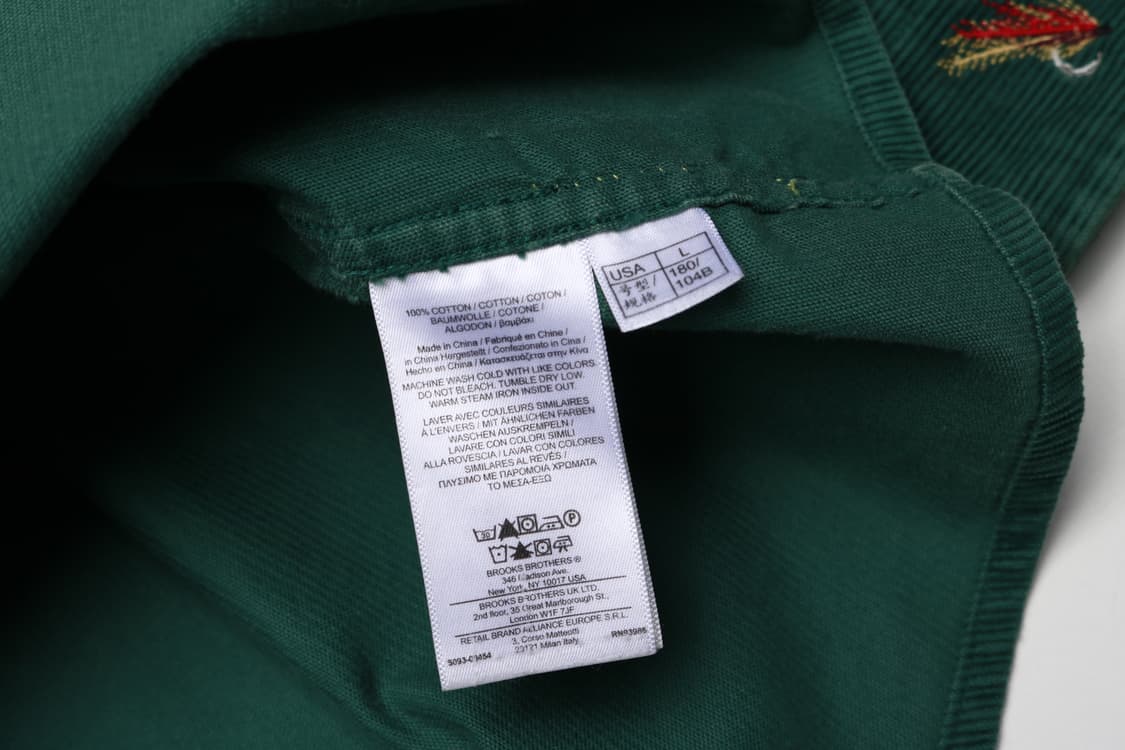 100% COTTON / COTTON / COTON /
BAUMWOLLE / COTONE /
ALGODON / βαμβάκι
Made in China / Fabriqué en Chine /
in China Hergestellt / Confezionato in Cina /
Hecho en China / Κατασκευάζεται στην Κίνα
MACHINE WASH COLD WITH LIKE COLORS.
DO NOT BLEACH. TUMBLE DRY LOW.
WARM STEAM IRON INSIDE OUT.
LAVER AVEC COULEURS SIMILAIRES
À L'ENVERS / MIT ÄHNLICHEN FARBEN
WASCHEN AUSKREMPELN /
LAVARE CON COLORI SIMILI
ALLA ROVESCIA / LAVAR CON COLORES
SIMILARES AL REVÉS /
ΠΛΥΣΙΜΟ ΜΕ ΠΑΡΟΜΟΙΑ ΧΡΩΜΑΤΑ
ΤΟ ΜΕΣΑ-ΕΞΩ
30 P
BROOKS BROTHERS ®
346 Madison Ave.
New York, NY 10017 USA
BROOKS BROTHERS UK LTD.
2nd floor, 35 Great Marlborough St.,
London W1F 7JF
RETAIL BRAND ALLIANCE EUROPE S.R.L.
3, Corso Matteotti
23121 Milan Italy
RN93986
USA L
号型/ 180/
规格 104B